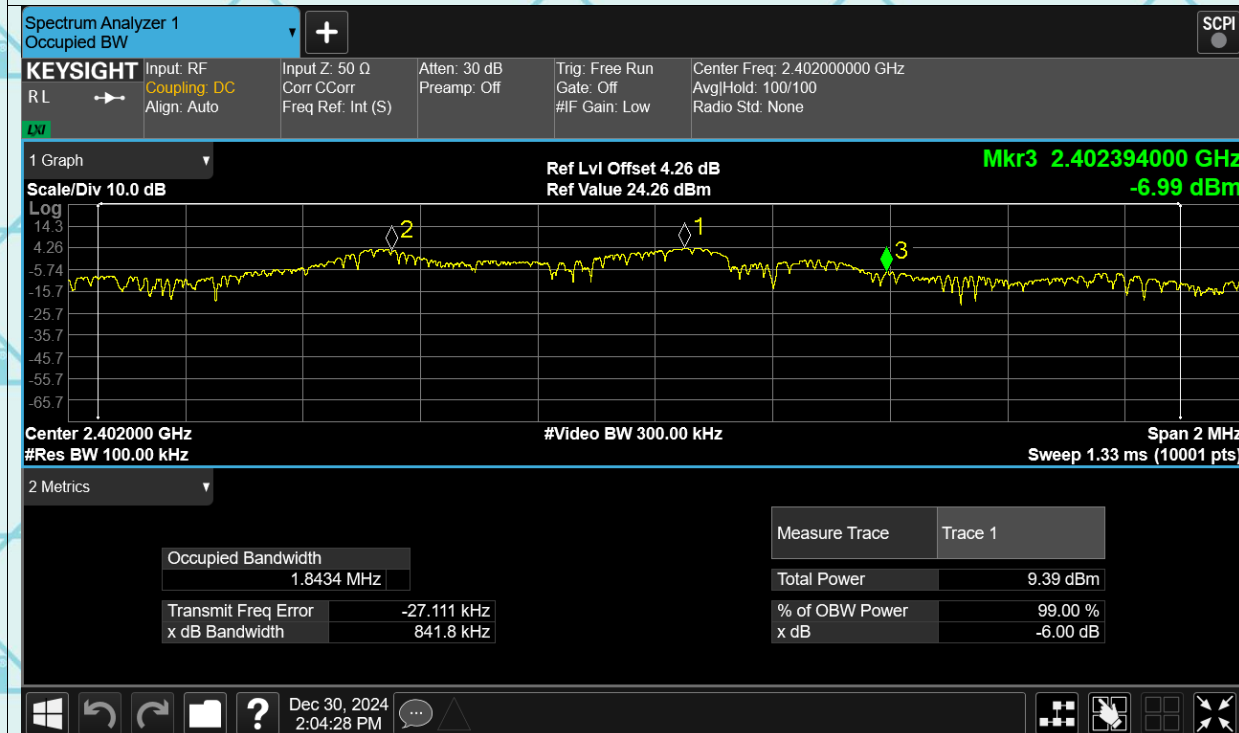 Spectrum Analyzer 1
Occupied BW
SCPI
KEYSIGHT
R L
LXI
Input: RF
Coupling: DC
Align: Auto
Input Z: 50 Ω
Corr CCorr
Freq Ref: Int (S)
Atten: 30 dB
Preamp: Off
Trig: Free Run
Gate: Off
#IF Gain: Low
Center Freq: 2.402000000 GHz
Avg|Hold: 100/100
Radio Std: None
1 Graph
Scale/Div 10.0 dB
Ref Lvl Offset 4.26 dB
Ref Value 24.26 dBm
Mkr3 2.402394000 GHz
-6.99 dBm
Log
14.3
4.26
-5.74
-15.7
-25.7
-35.7
-45.7
-55.7
-65.7
2
1
3
Center 2.402000 GHz
#Video BW 300.00 kHz
Span 2 MHz
#Res BW 100.00 kHz
Sweep 1.33 ms (10001 pts)
2 Metrics
Occupied Bandwidth
1.8434 MHz
Transmit Freq Error -27.111 kHz
x dB Bandwidth 841.8 kHz
Measure Trace Trace 1
Total Power 9.39 dBm
% of OBW Power 99.00 %
x dB -6.00 dB
Dec 30, 2024
2:04:28 PM